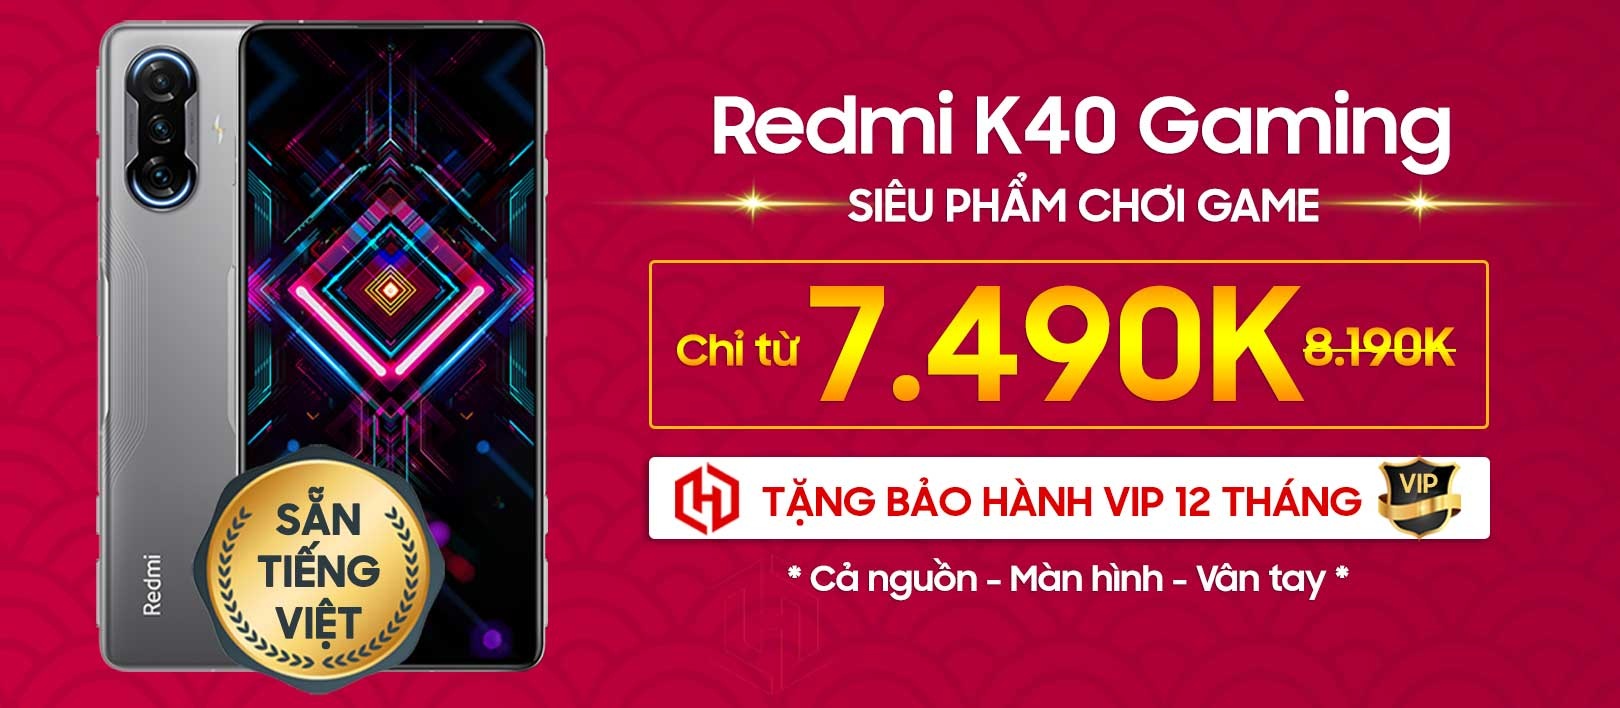 Redmi K40 Gaming
SIÊU PHẨM CHƠI GAME
Chỉ từ 7.490K 8.190K
TẶNG BẢO HÀNH VIP 12 THÁNG VIP
* Cả nguồn - Màn hình - Vân tay *
SẴN
TIẾNG
VIỆT
Redmi